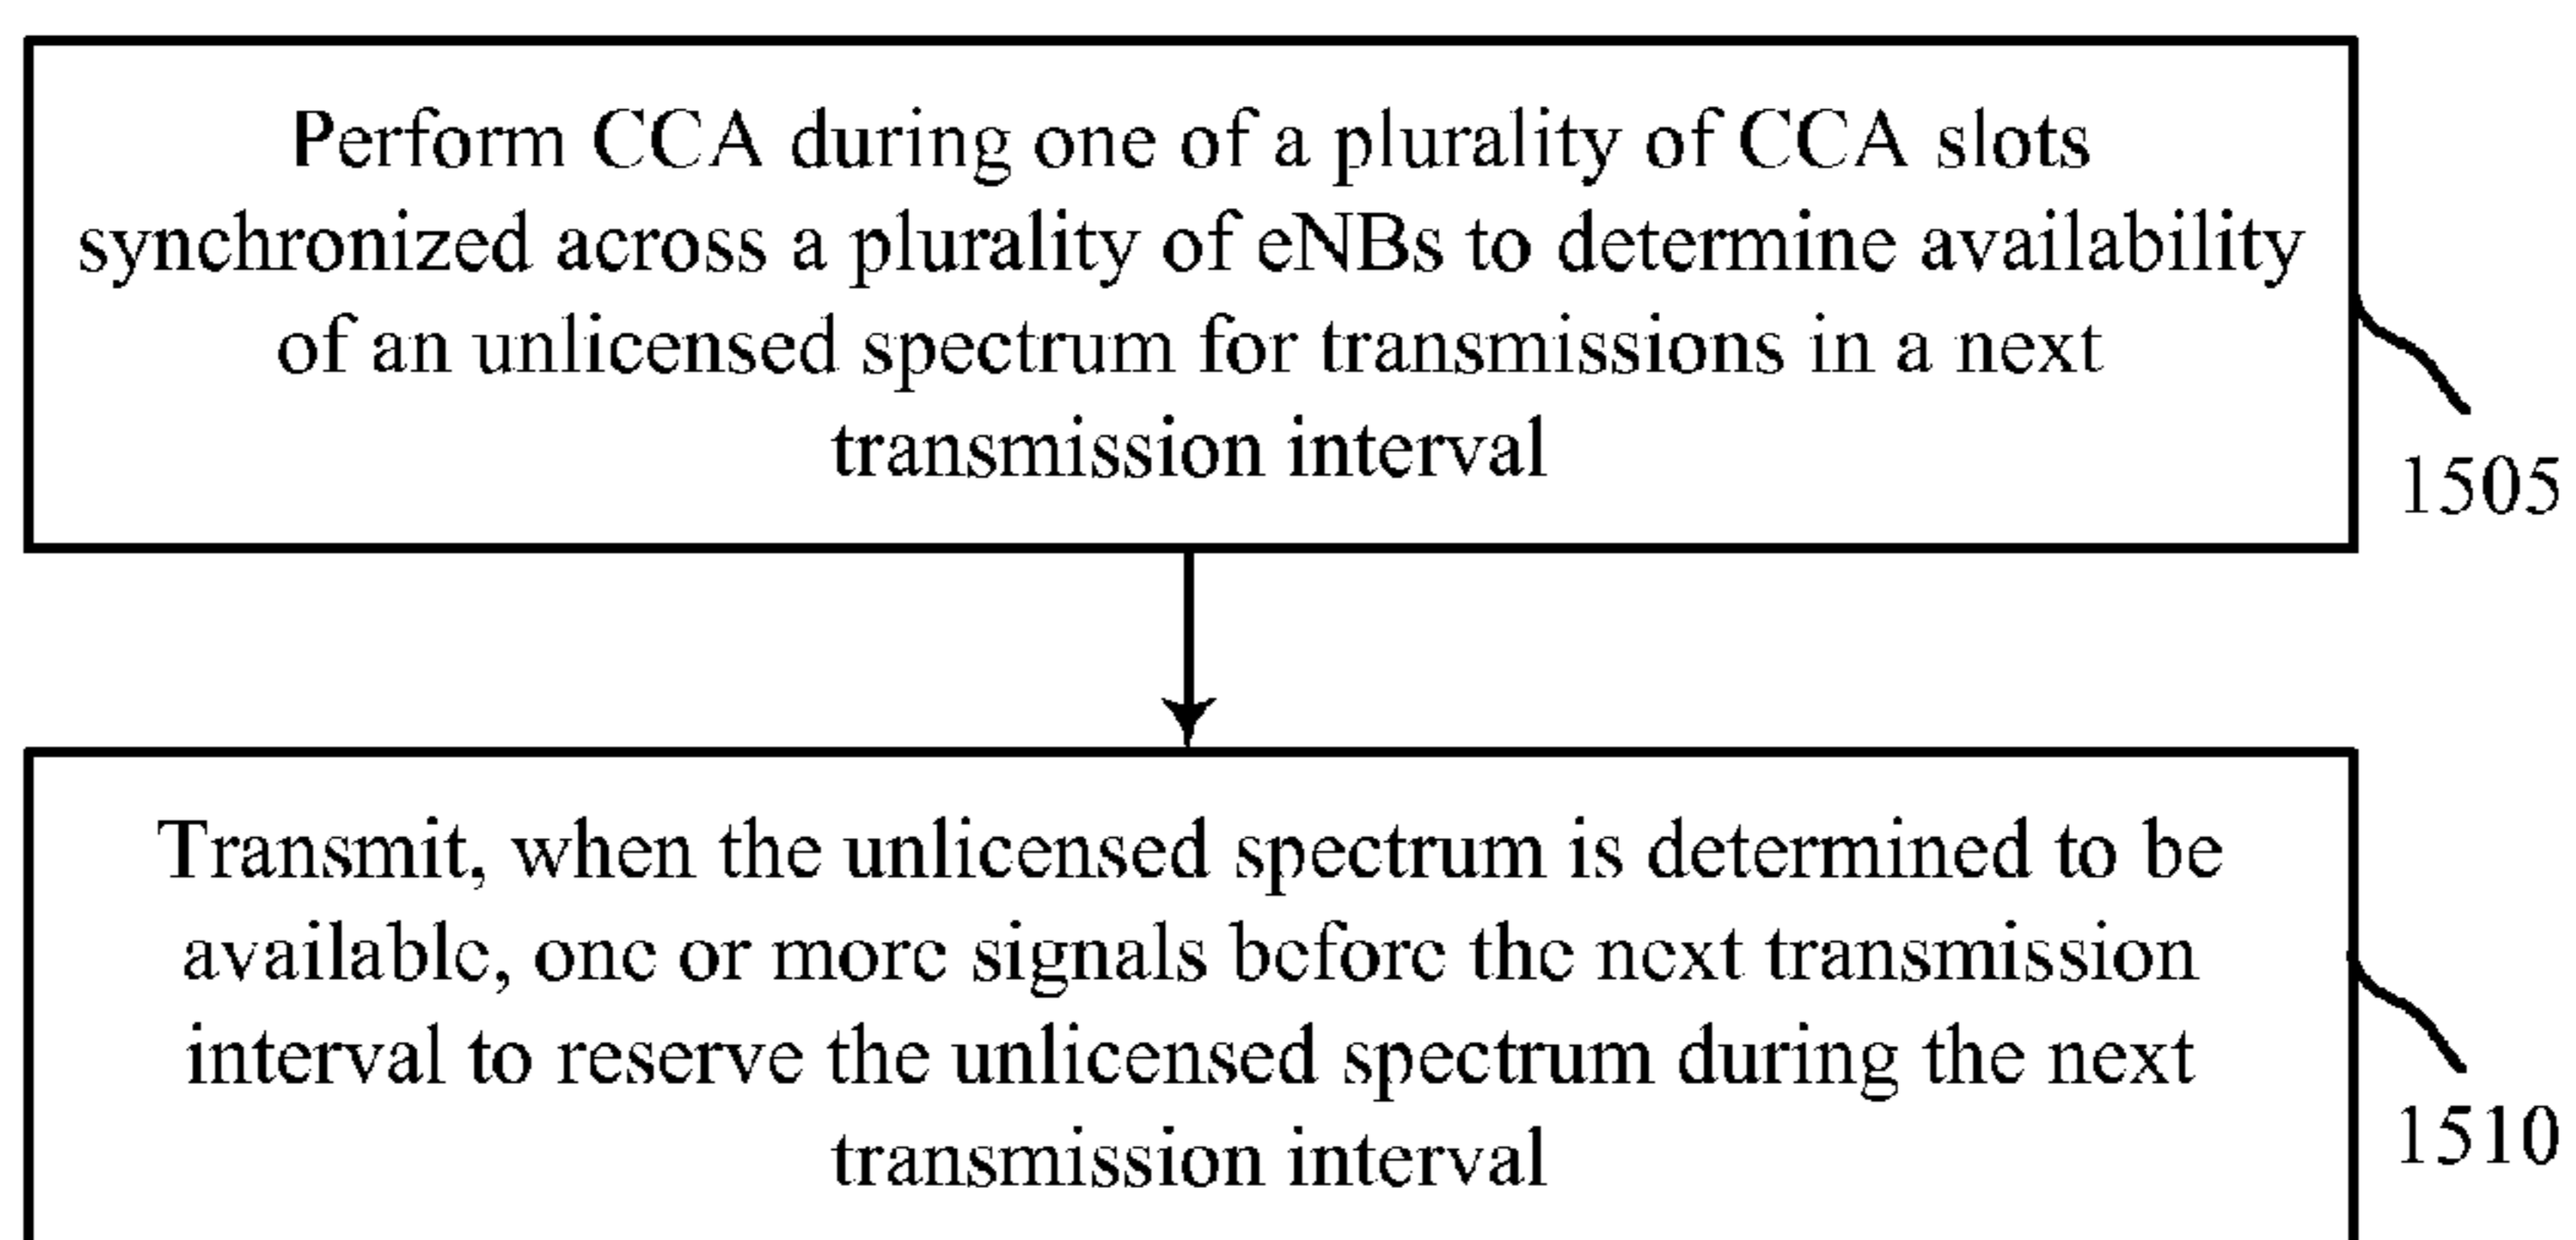 Perform CCA during one of a plurality of CCA slots
synchronized across a plurality of eNBs to determine availability
of an unlicensed spectrum for transmissions in a next
transmission interval
1505
Transmit, when the unlicensed spectrum is determined to be
available, one or more signals before the next transmission
interval to reserve the unlicensed spectrum during the next
transmission interval
1510